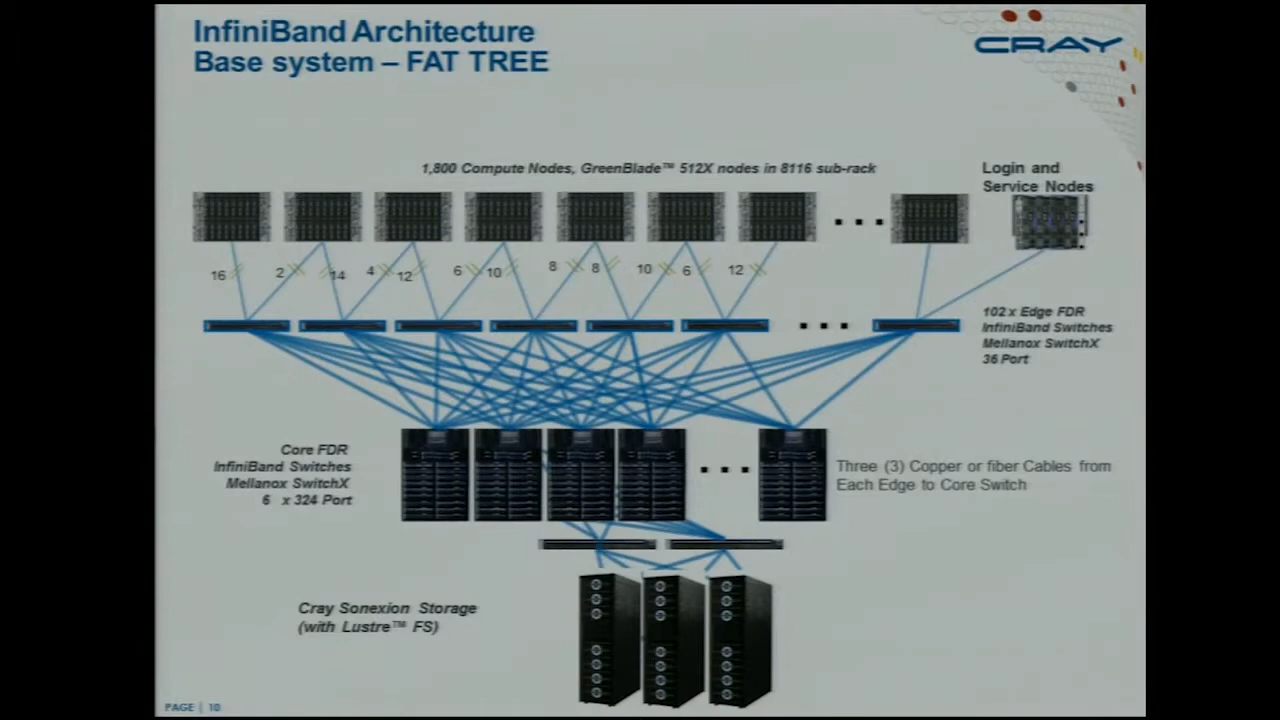 InfiniBand Architecture
Base system – FAT TREE
CRAY
1,800 Compute Nodes, GreenBlade™ 512X nodes in 8116 sub-rack
Login and
Service Nodes
16 2 14 4 12 6 10 8 8 10 6 12
102 x Edge FDR
InfiniBand Switches
Mellanox SwitchX
36 Port
Core FDR
InfiniBand Switches
Mellanox SwitchX
6 x 324 Port
Three (3) Copper or fiber Cables from
Each Edge to Core Switch
Cray Sonexion Storage
(with Lustre™ FS)
PAGE | 10